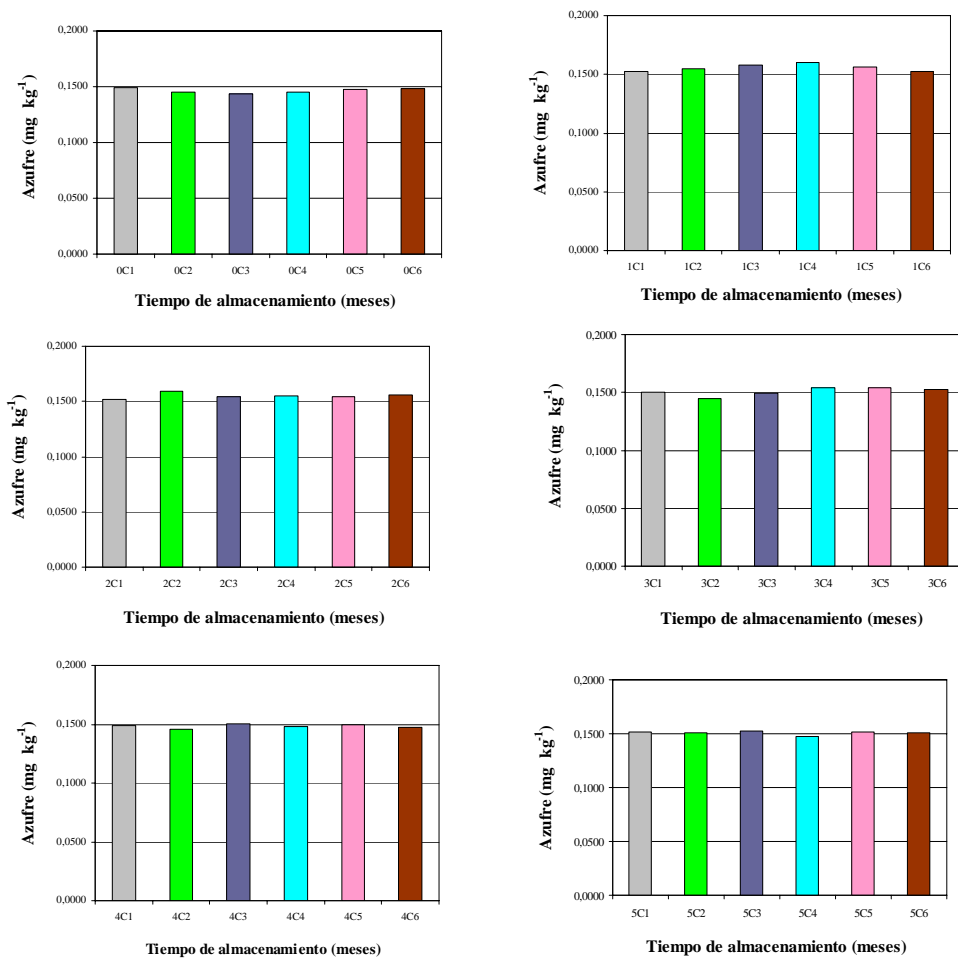 0,2000
0,1500
0,1000
0,0500
0,0000
Azufre (mg kg-1)
0C1 0C2 0C3 0C4 0C5 0C6
Tiempo de almacenamiento (meses)
0,2000
0,1500
0,1000
0,0500
0,0000
Azufre (mg kg-1)
1C1 1C2 1C3 1C4 1C5 1C6
Tiempo de almacenamiento (meses)
0,2000
0,1500
0,1000
0,0500
0,0000
Azufre (mg kg-1)
2C1 2C2 2C3 2C4 2C5 2C6
Tiempo de almacenamiento (meses)
0,2000
0,1500
0,1000
0,0500
0,0000
Azufre (mg kg-1)
3C1 3C2 3C3 3C4 3C5 3C6
Tiempo de almacenamiento (meses)
0,2000
0,1500
0,1000
0,0500
0,0000
Azufre (mg kg-1)
4C1 4C2 4C3 4C4 4C5 4C6
Tiempo de almacenamiento (meses)
0,2000
0,1500
0,1000
0,0500
0,0000
Azufre (mg kg-1)
5C1 5C2 5C3 5C4 5C5 5C6
Tiempo de almacenamiento (meses)